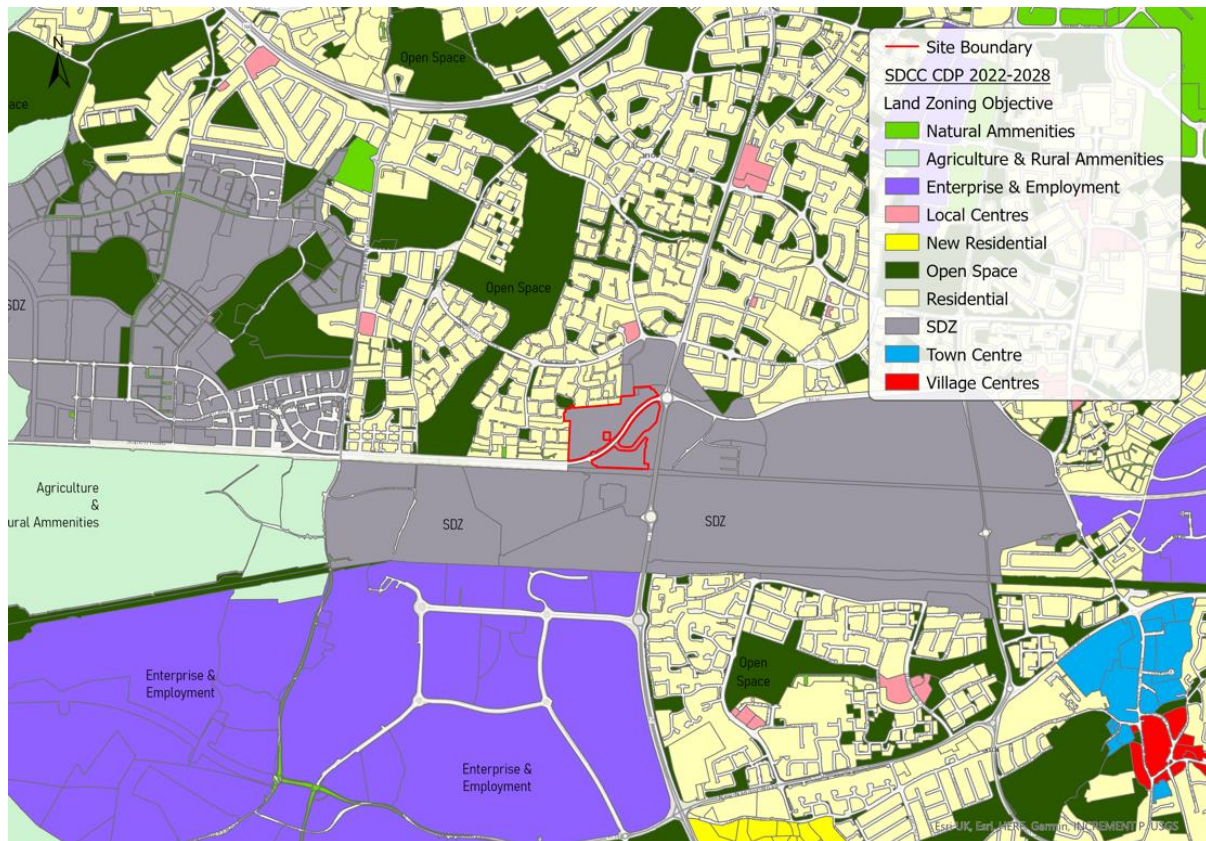 N
Open Space
ace
Open Space
SDZ
Agriculture
&
ural Ammenities
SDZ
SDZ
Enterprise &
Employment
Open
Space
Enterprise &
Employment
Site Boundary
SDCC CDP 2022-2028
Land Zoning Objective
Natural Ammenities
Agriculture & Rural Ammenities
Enterprise & Employment
Local Centres
New Residential
Open Space
Residential
SDZ
Town Centre
Village Centres
Esri UK, Esri, HERE, Garmin, INCREMENT P, USGS